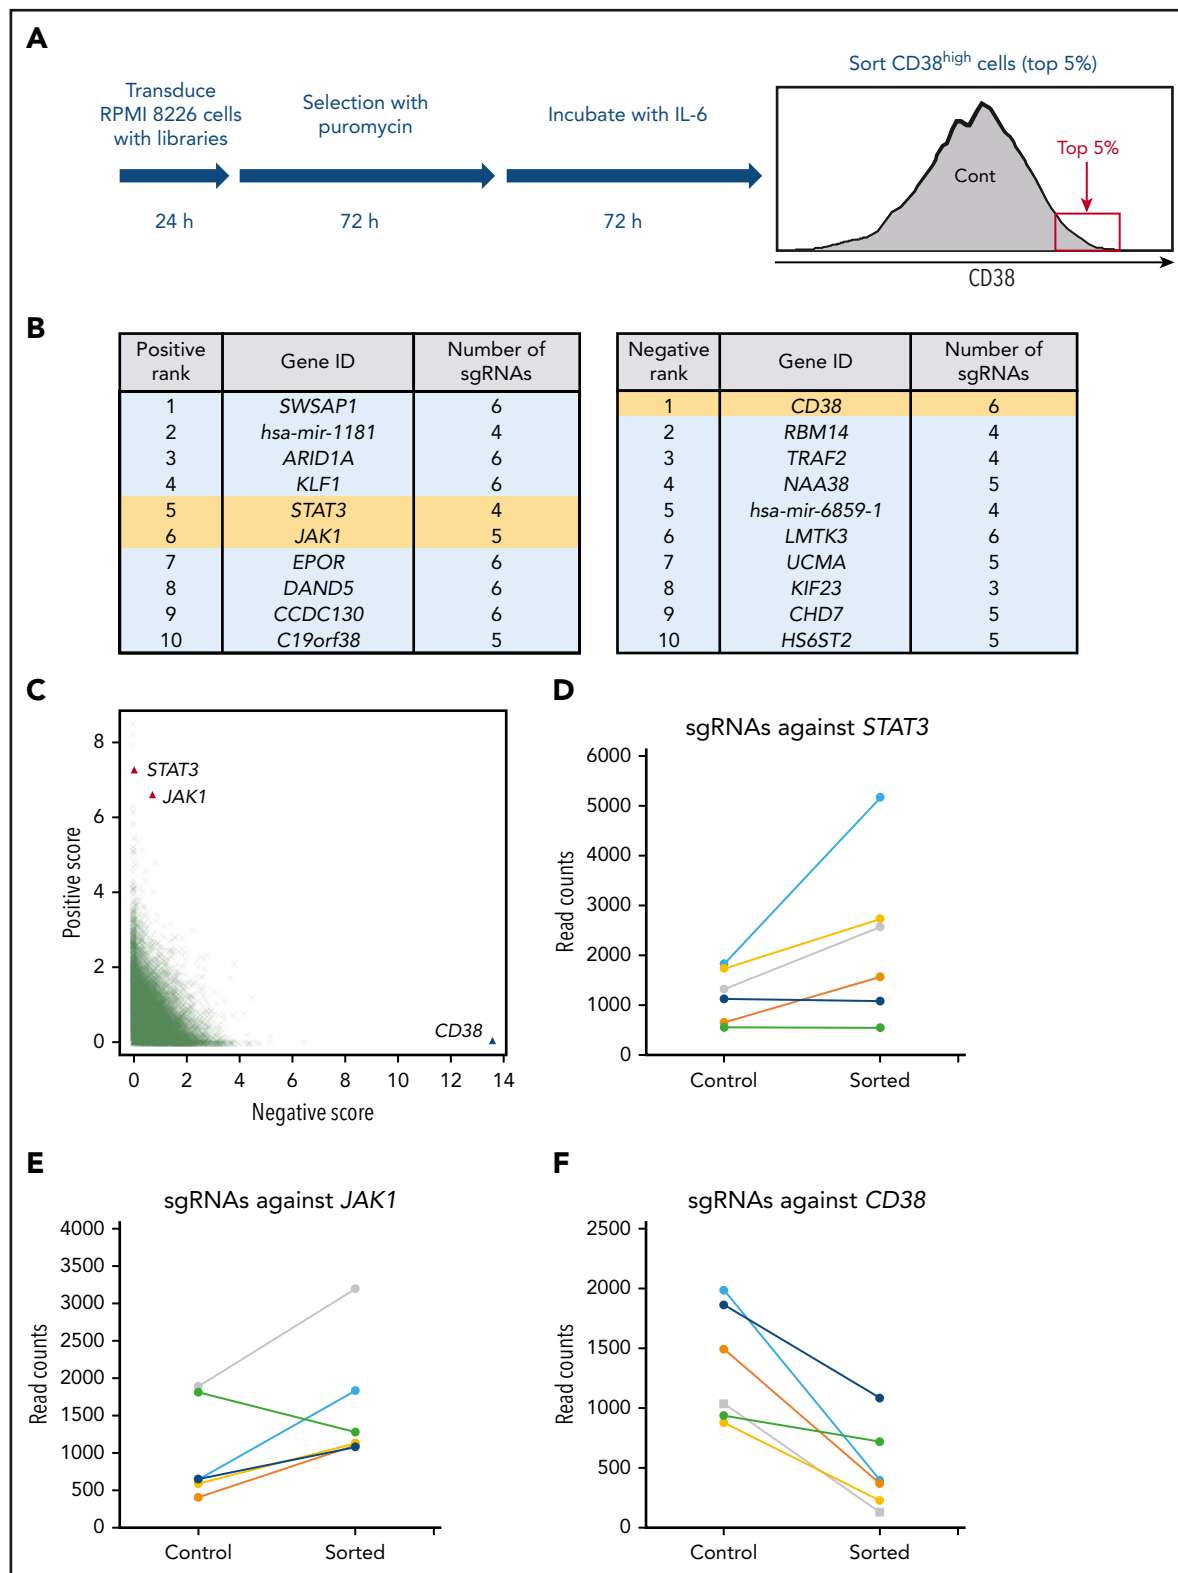 A
Transduce
RPMI 8226 cells
with libraries
Selection with
puromycin
Incubate with IL-6
24 h
72 h
72 h
Sort CD38high cells (top 5%)
Top 5%
Cont
CD38
B
Positive rank Gene ID Number of sgRNAs
1 SWSAP1 6
2 hsa-mir-1181 4
3 ARID1A 6
4 KLF1 6
5 STAT3 4
6 JAK1 5
7 EPOR 6
8 DAND5 6
9 CCDC130 6
10 C19orf38 5
Negative rank Gene ID Number of sgRNAs
1 CD38 6
2 RBM14 4
3 TRAF2 4
4 NAA38 5
5 hsa-mir-6859-1 4
6 LMTK3 6
7 UCMA 5
8 KIF23 3
9 CHD7 5
10 HS6ST2 5
C
Positive score
8
6
4
2
0
STAT3
JAK1
CD38
0 2 4 6 8 10 12 14
Negative score
D
sgRNAs against STAT3
Read counts
6000
5000
4000
3000
2000
1000
0
Control Sorted
E
sgRNAs against JAK1
Read counts
4000
3500
3000
2500
2000
1500
1000
500
0
Control Sorted
F
sgRNAs against CD38
Read counts
2500
2000
1500
1000
500
0
Control Sorted